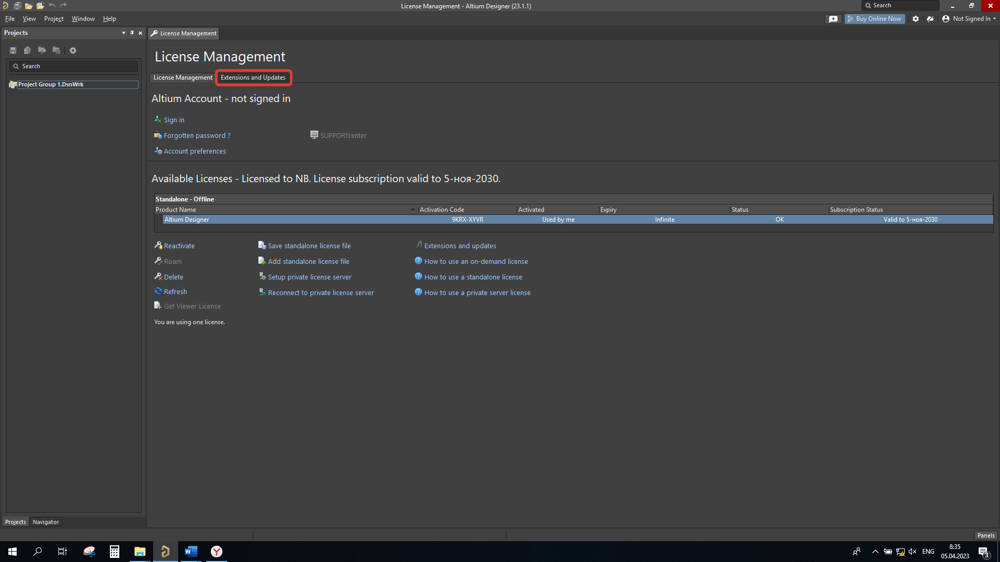 License Management - Altium Designer (23.1.1)
Search
File View Project Window Help
Buy Online Now
Not Signed In
Projects
License Management
Search
Project Group 1.DsnWrk
License Management
License Management Extensions and Updates
Altium Account - not signed in
Sign in
Forgotten password ?
SUPPORTcenter
Account preferences
Available Licenses - Licensed to NB. License subscription valid to 5-ноя-2030.
Standalone - Offline
Product Name Activation Code Activated Expiry Status Subscription Status
Altium Designer 9KRX-XYVR Used by me Infinite OK Valid to 5-ноя-2030
Reactivate
Save standalone license file
Extensions and updates
Roam
Add standalone license file
How to use an on-demand license
Delete
Setup private license server
How to use a standalone license
Refresh
Reconnect to private license server
How to use a private server license
Get Viewer License
You are using one license.
Projects Navigator
Panels
ENG
8:35
05.04.2023
3